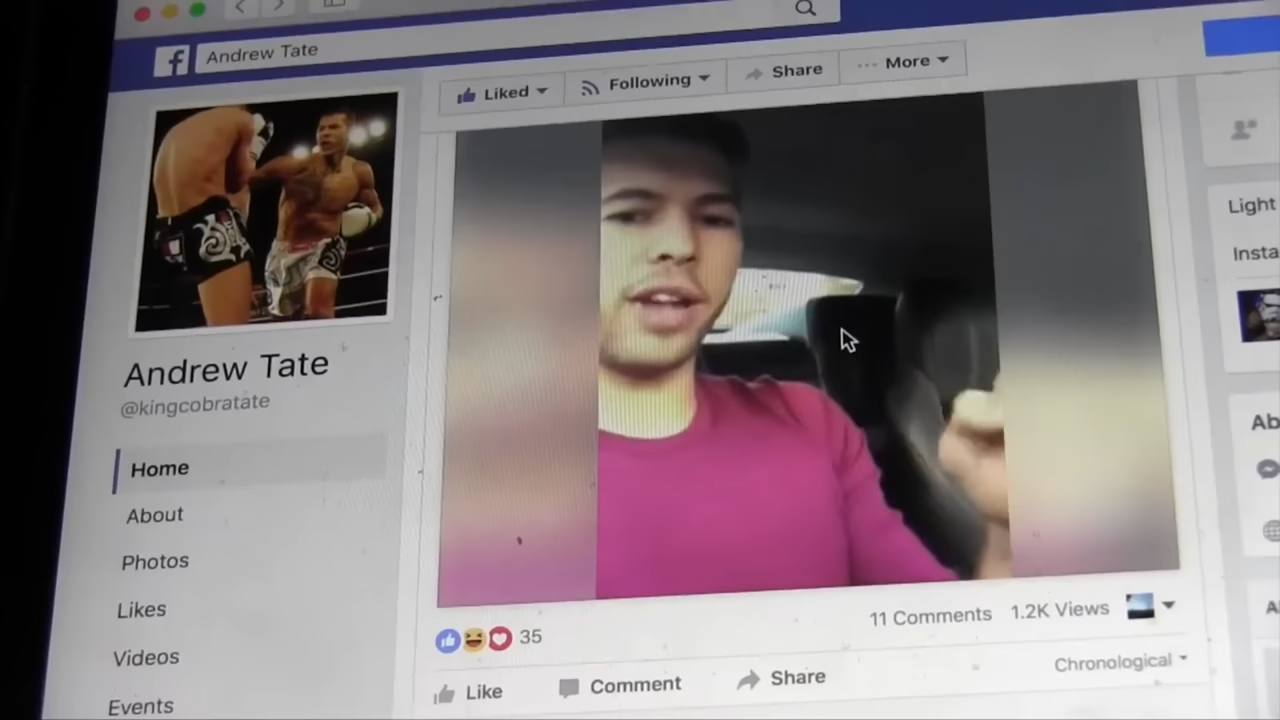 f
Andrew Tate
Liked
Following
Share
More
Andrew Tate
@kingcobratate
Home
About
Photos
Likes
Videos
Events
35
11 Comments
1.2K Views
Chronological
Like
Comment
Share
Light
Insta
Ab
A